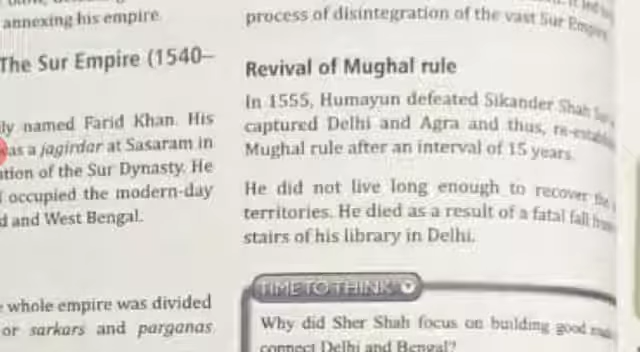 annexing his empire.
The Sur Empire (1540–
ly named Farid Khan. His
as a jagirdar at Sasaram in
tion of the Sur Dynasty. He
occupied the modern-day
d and West Bengal.
whole empire was divided
or sarkars and parganas
process of disintegration of the vast Sur Empire
Revival of Mughal rule
In 1555, Humayun defeated Sikander Shah
captured Delhi and Agra and thus,
Mughal rule after an interval of 15 years.
He did not live long enough to recover the
territories. He died as a result of a fatal fall from
stairs of his library in Delhi.
TIME TO THINK
Why did Sher Shah focus on building good
connect Delhi and Bengal?